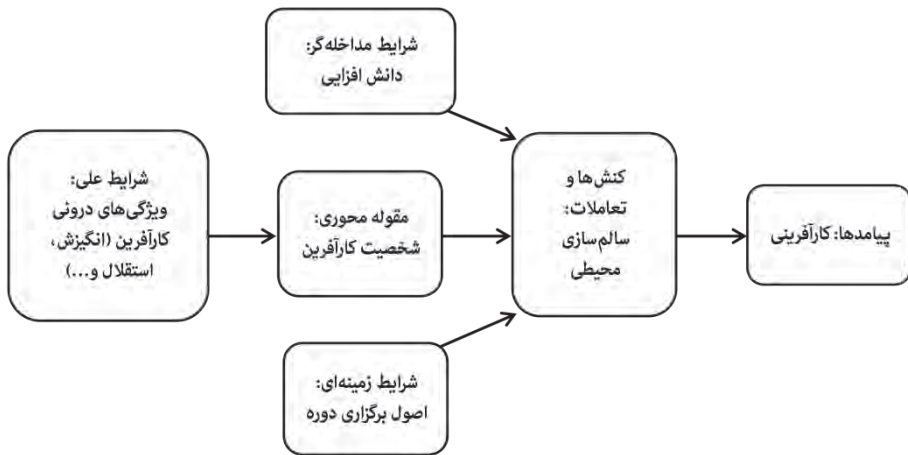 شرایط مداخله‌گر:
دانش افزایی
شرایط علی:
ویژگی‌های درونی
کارآفرین (انگیزش،
استقلال و...)
مقوله محوری:
شخصیت کارآفرین
کنش‌ها و
تعاملات:
سالم‌سازی
محیطی
پیامدها: کارآفرینی
شرایط زمینه‌ای:
اصول برگزاری دوره